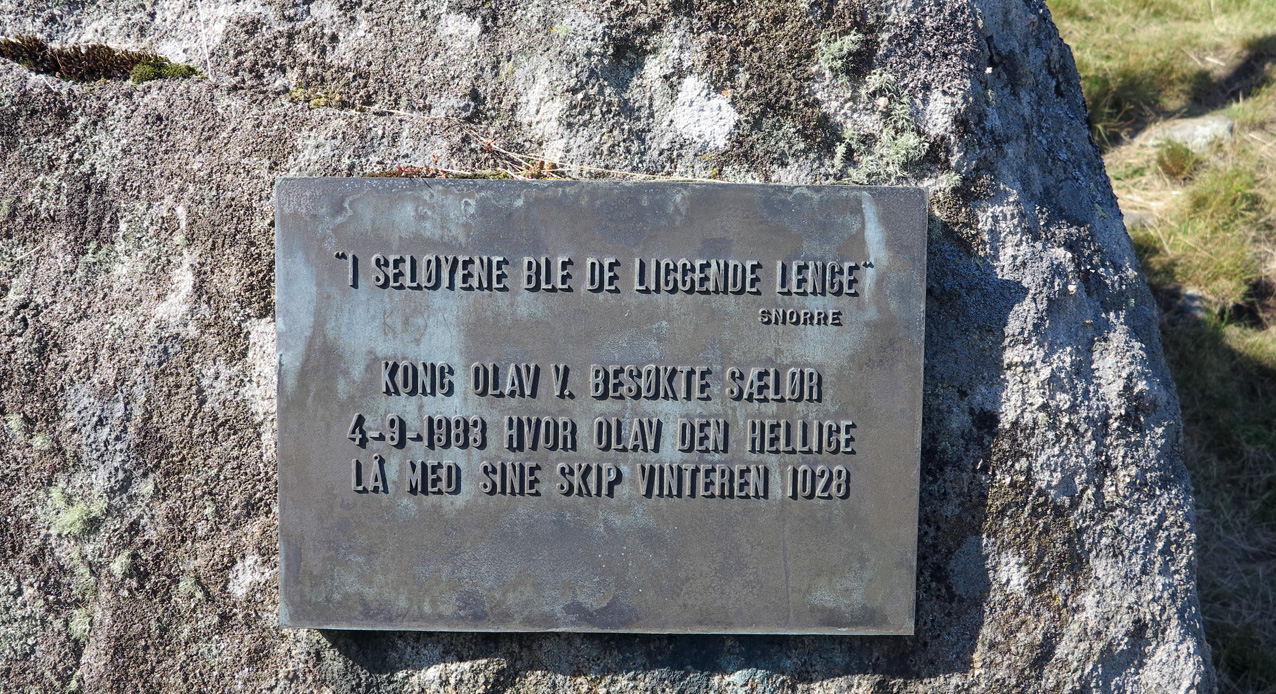 "I SELØYENE BLE DE LIGGENDE LENGE"
SNORRE
KONG OLAV V. BESØKTE SÆLØR
4-9-1983 HVOR OLAV DEN HELLIGE
LÅ MED SINE SKIP VINTEREN 1028